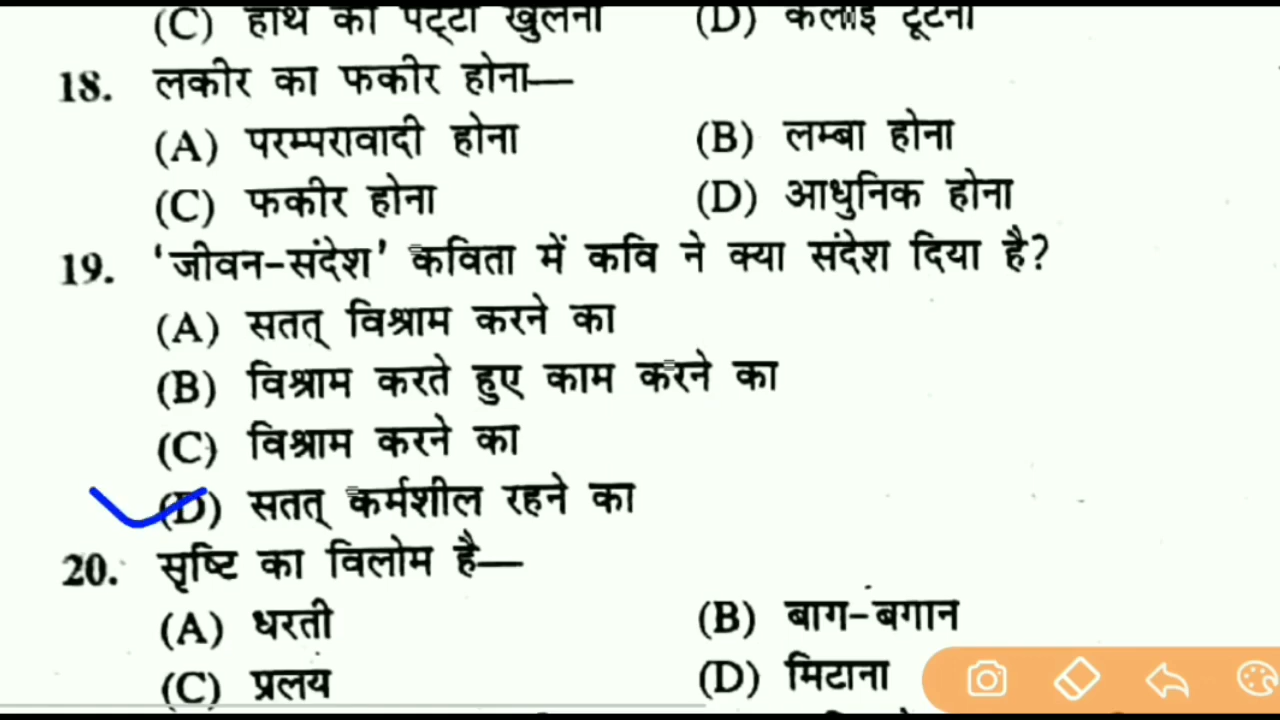 (C) हाथ का पट्टा खुलना (D) कलाई टूटना
18. लकीर का फकीर होना—
(A) परम्परावादी होना (B) लम्बा होना
(C) फकीर होना (D) आधुनिक होना
19. 'जीवन-संदेश' कविता में कवि ने क्या संदेश दिया है?
(A) सतत् विश्राम करने का
(B) विश्राम करते हुए काम करने का
(C) विश्राम करने का
(D) सतत् कर्मशील रहने का
20. सृष्टि का विलोम है—
(A) धरती (B) बाग-बगान
(C) प्रलय (D) मिटाना